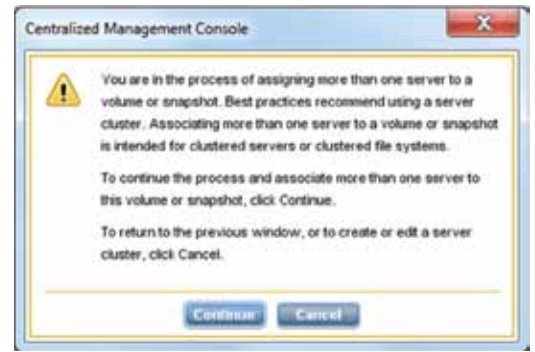 Centralized Management Console
You are in the process of assigning more than one server to a
volume or snapshot. Best practices recommend using a server
cluster. Associating more than one server to a volume or snapshot
is intended for clustered servers or clustered file systems.
To continue the process and associate more than one server to
this volume or snapshot, click Continue.
To return to the previous window, or to create or edit a server
cluster, click Cancel.
Continue Cancel